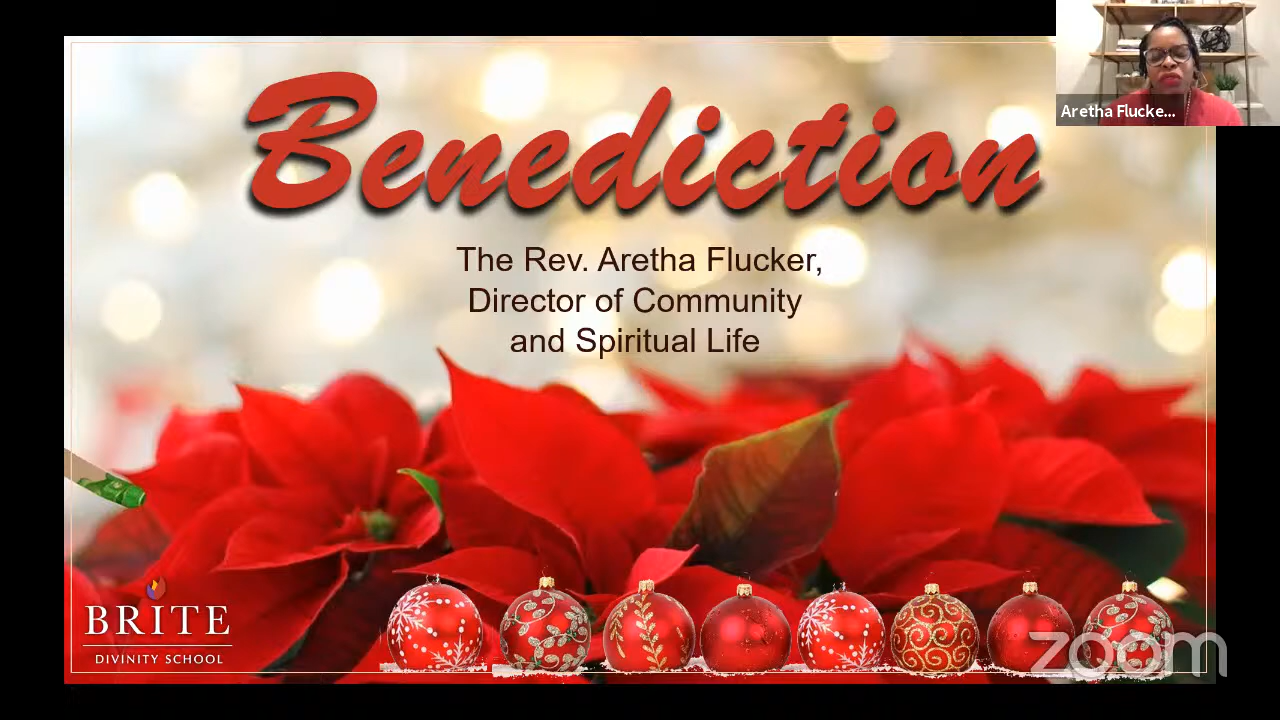 Benediction
Aretha Flucke...
The Rev. Aretha Flucker,
Director of Community
and Spiritual Life
BRITE
DIVINITY SCHOOL
zoom